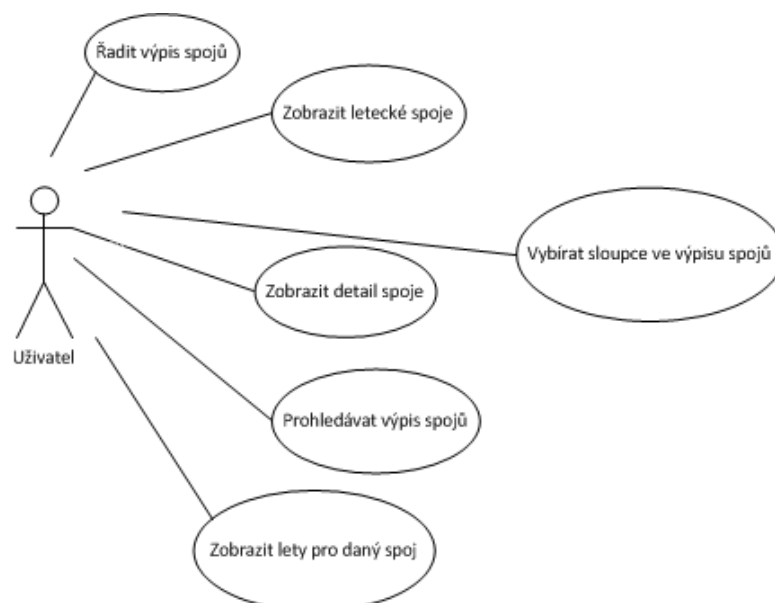 Řadit výpis spojů
Zobrazit letecké spoje
Vybírat sloupce ve výpisu spojů
Zobrazit detail spoje
Uživatel
Prohledávat výpis spojů
Zobrazit lety pro daný spoj